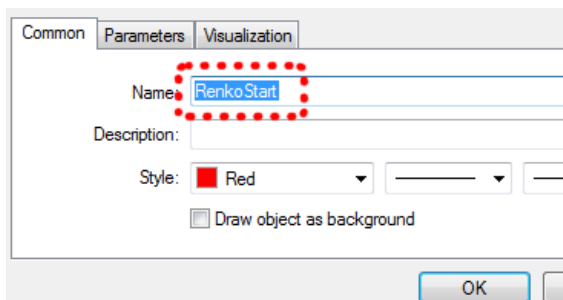 Common Parameters Visualization
Name: RenkoStart
Description:
Style: Red
Draw object as background
OK